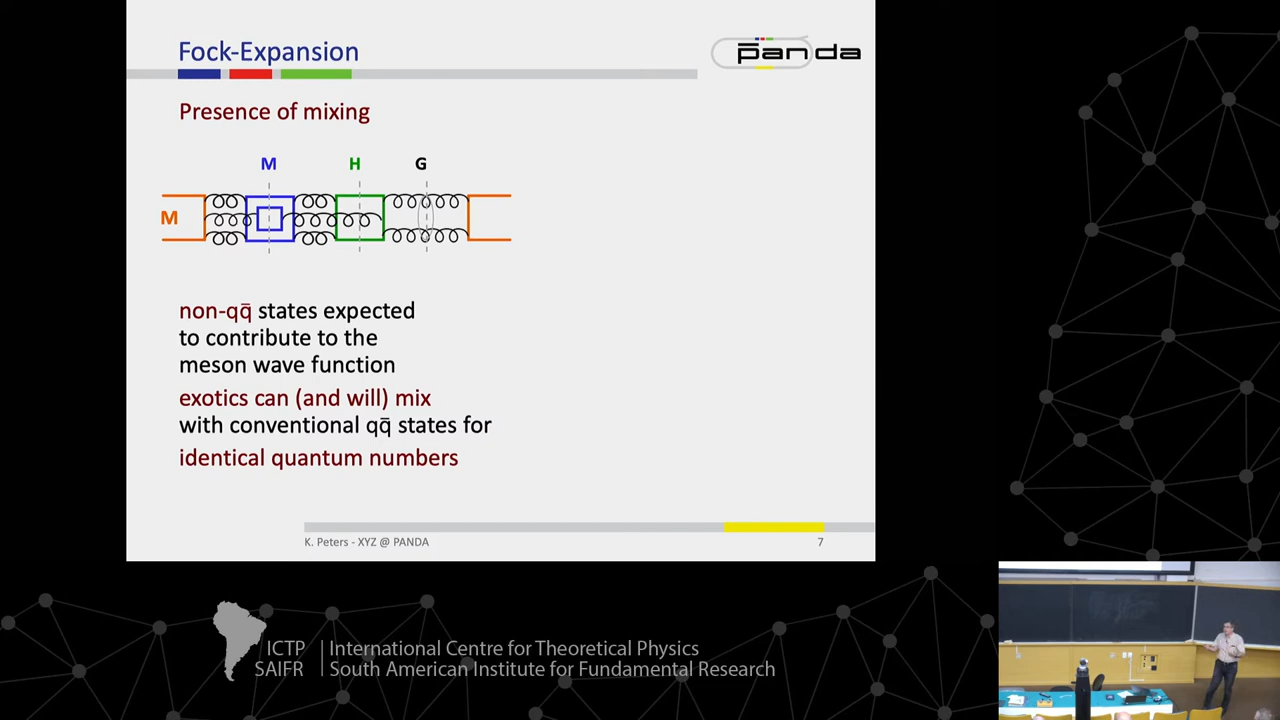 Fock-Expansion
p̄anda
Presence of mixing
M H G
M
non-qq̄ states expected
to contribute to the
meson wave function
exotics can (and will) mix
with conventional qq̄ states for
identical quantum numbers
K. Peters - XYZ @ PANDA
7
ICTP | International Centre for Theoretical Physics
SAIFR | South American Institute for Fundamental Research